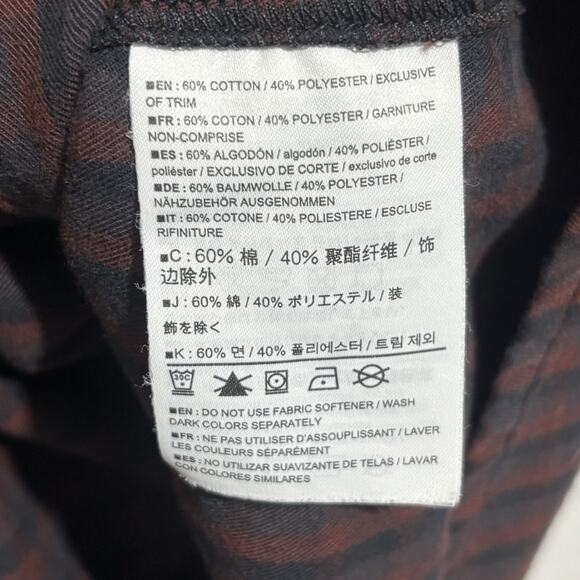 ■EN : 60% COTTON / 40% POLYESTER / EXCLUSIVE
OF TRIM
■FR : 60% COTON / 40% POLYESTER / GARNITURE
NON-COMPRISE
■ES : 60% ALGODÓN / algodón / 40% POLIÉSTER /
poliéster / EXCLUSIVO DE CORTE / exclusivo de corte
■DE : 60% BAUMWOLLE / 40% POLYESTER /
NÄHZUBEHÖR AUSGENOMMEN
■IT : 60% COTONE / 40% POLIESTERE / ESCLUSE
RIFINITURE
■C : 60% 棉 / 40% 聚酯纤维 / 饰
边除外
■J : 60% 綿 / 40% ポリエステル / 装
飾を除く
■K : 60% 면 / 40% 폴리에스터 / 트림 제외
30C
■EN : DO NOT USE FABRIC SOFTENER / WASH
DARK COLORS SEPARATELY
■FR : NE PAS UTILISER D'ASSOUPLISSANT / LAVER
LES COULEURS SÉPARÉMENT
■ES : NO UTILIZAR SUAVIZANTE DE TELAS / LAVAR
CON COLORES SIMILARES